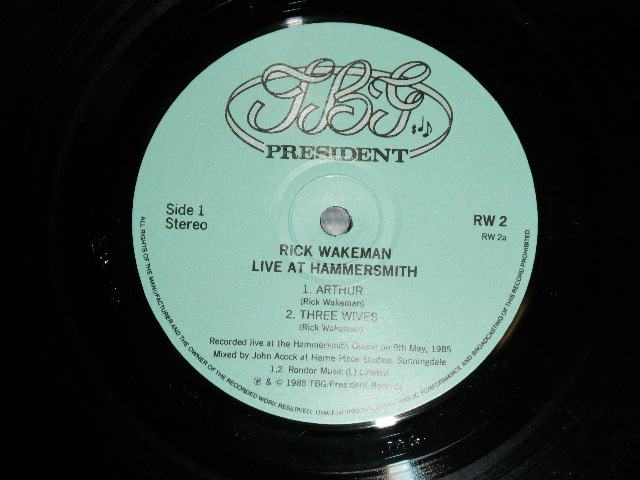 TBG
PRESIDENT
Side 1
Stereo
RW 2
RW 2a
RICK WAKEMAN
LIVE AT HAMMERSMITH
1. ARTHUR
(Rick Wakeman)
2. THREE WIVES
(Rick Wakeman)
Recorded live at the Hammersmith Odeon on 9th May, 1985
Mixed by John Acock at Herne Place Studios, Sunningdale
1,2. Rondor Music (L) Limited
℗ & © 1985 TBG/President Records
ALL RIGHTS OF THE MANUFACTURER AND THE OWNER OF THE RECORDED WORK RESERVED. PUBLIC PERFORMANCE AND BROADCASTING OF THIS RECORD PROHIBITED